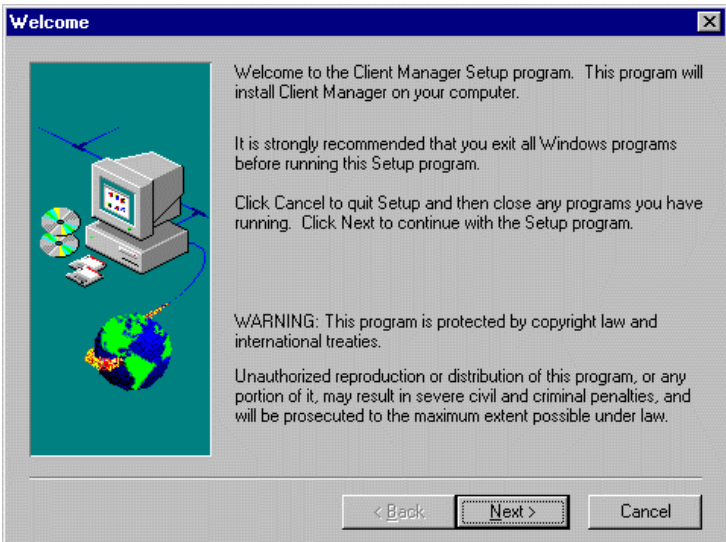 Welcome
Welcome to the Client Manager Setup program. This program will
install Client Manager on your computer.
It is strongly recommended that you exit all Windows programs
before running this Setup program.
Click Cancel to quit Setup and then close any programs you have
running. Click Next to continue with the Setup program.
WARNING: This program is protected by copyright law and
international treaties.
Unauthorized reproduction or distribution of this program, or any
portion of it, may result in severe civil and criminal penalties, and
will be prosecuted to the maximum extent possible under law.
< Back Next > Cancel